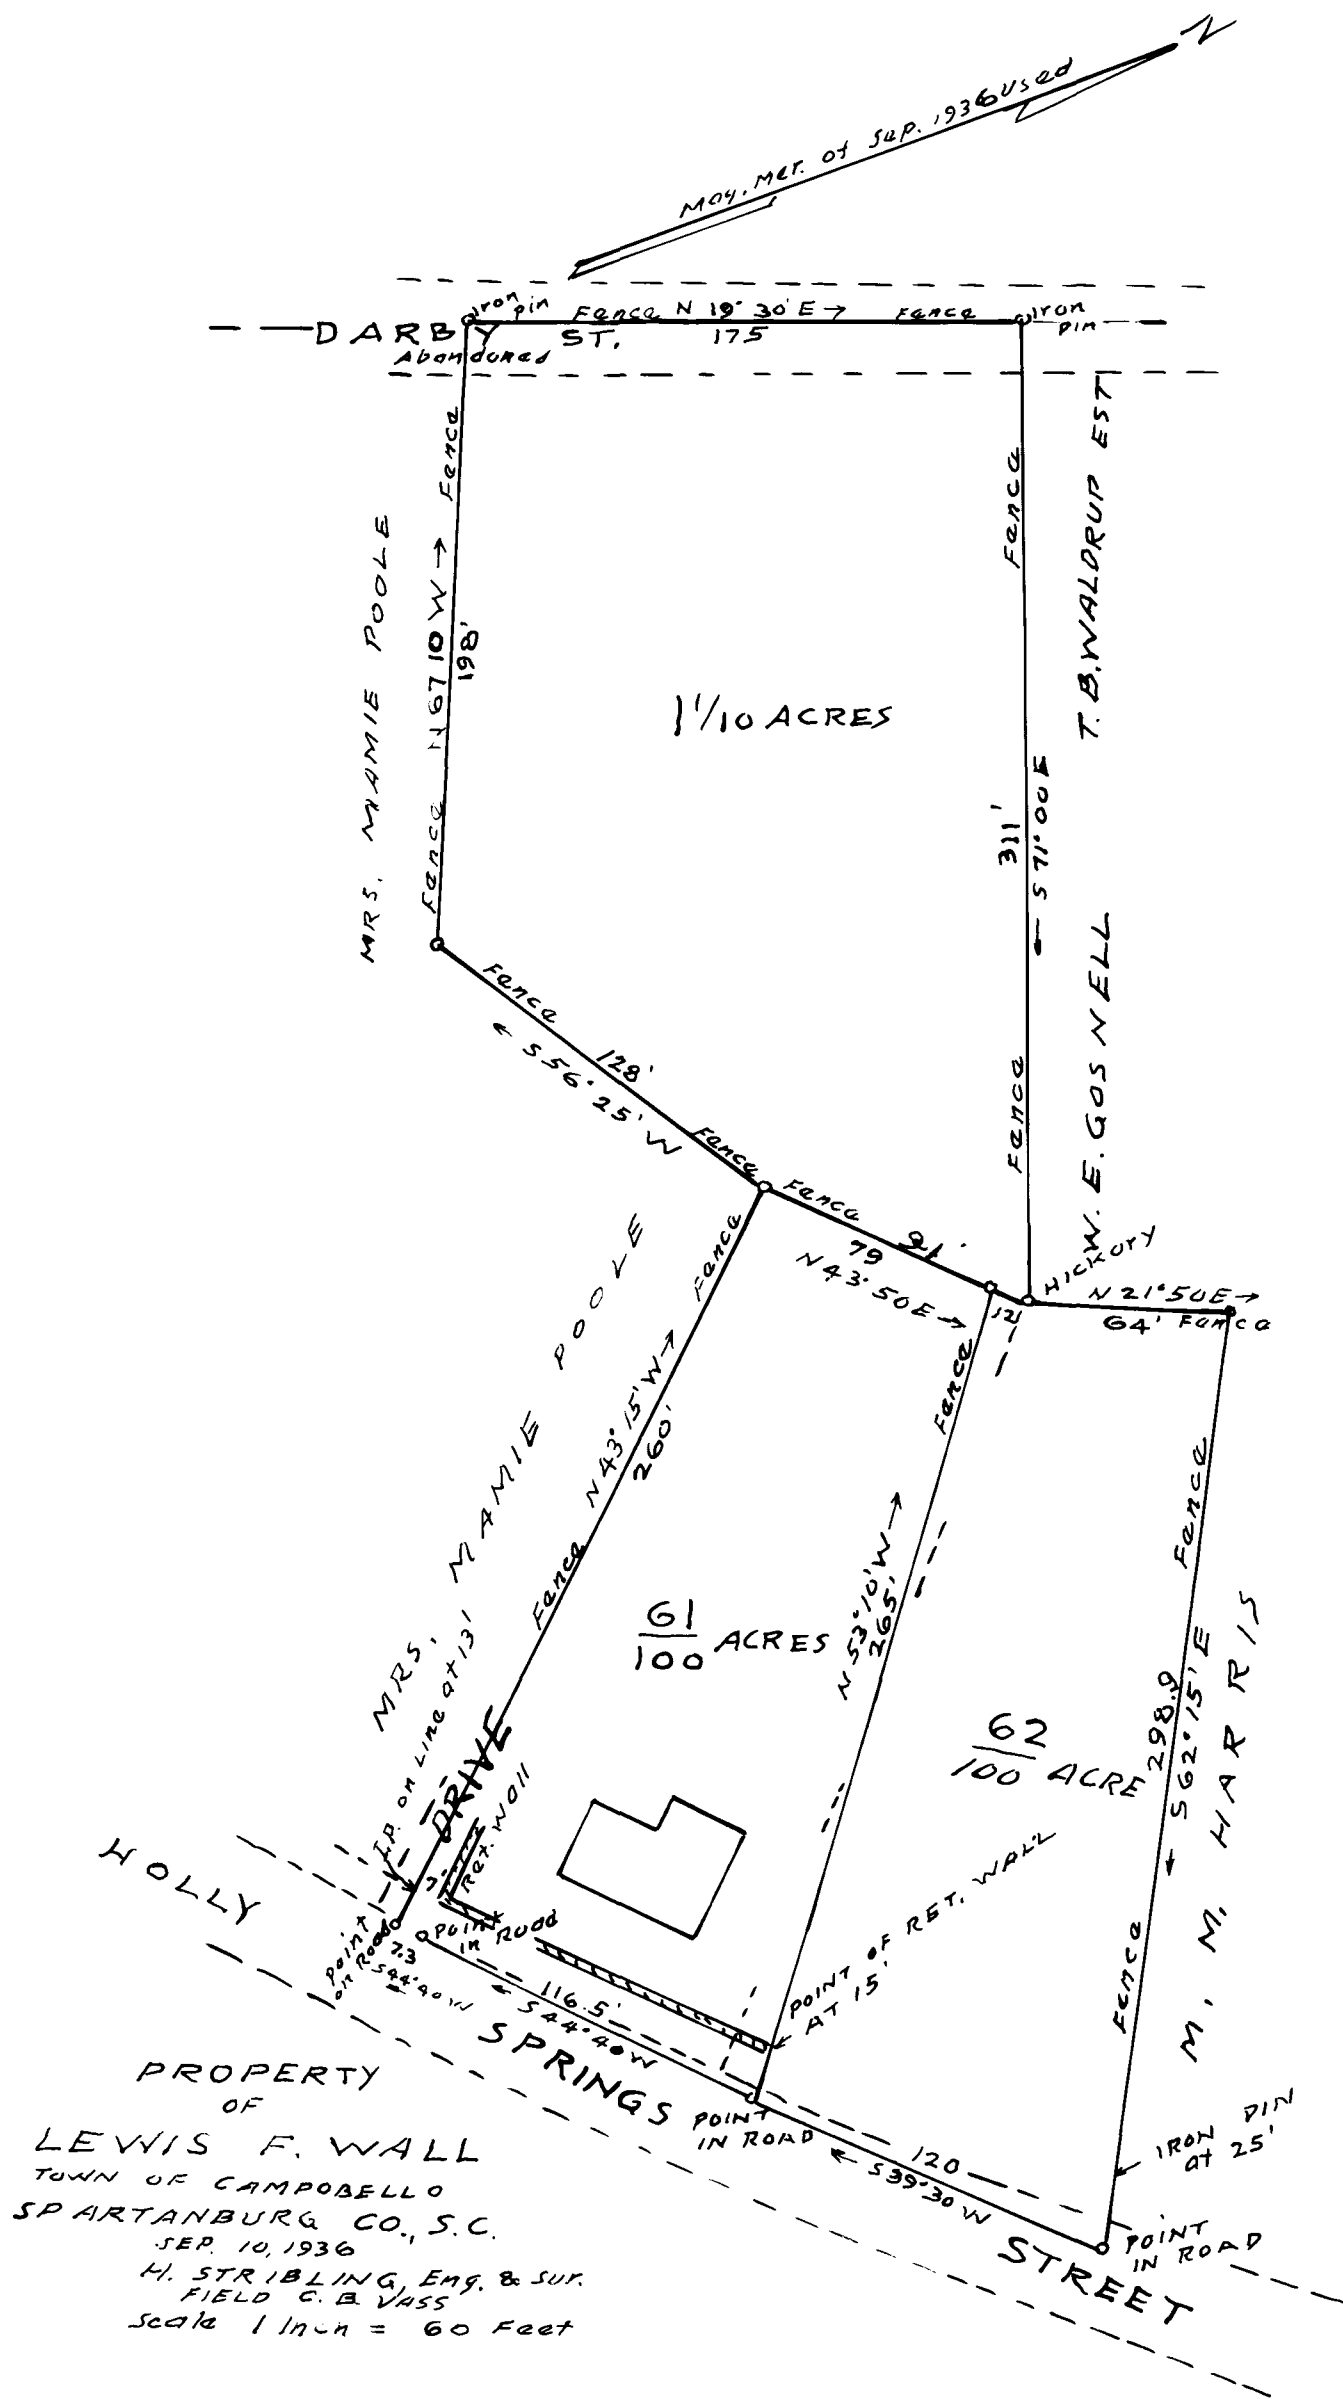 N
Mag. Mer. of Sep. 1936 used
Iron pin
Fence N 19° 30' E → Fence
Iron pin
DARBY ST. 175
Abandoned
Fence
N 67 10 W →
198'
Fence
MRS. MIAMIE POOLE
1 1/10 ACRES
Fence
311'
← S 71° 00 E
Fence
T. B. WALDRUP EST
W. E. GOSNELL
Fence
128'
← S 56° 25' W
Fence
Fence
79 91'
N 43° 50 E →
12'
HICKORY
N 21° 50 E →
64' Fence
Fence
N 43° 15' W →
260'
Fence
MRS. MAMIE POOLE
Fence
N 53° 10' W →
265'
61/100 ACRES
62/100 ACRE
Fence
298.9
← S 62° 15' E
Fence
M. M. HARRIS
I.P. on Line at 13'
DRIVE
Ret. Wall
Point on Road
7.3
S 44° 40 W
←
Point in Road
116.5'
← S 44° 40 W
POINT OF RET. WALL
AT 15'
POINT
IN ROAD
120
← S 39° 30 W
IRON PIN
at 25'
POINT
IN ROAD
HOLLY SPRINGS STREET
PROPERTY
OF
LEWIS F. WALL
TOWN OF CAMPOBELLO
SPARTANBURG CO., S.C.
SEP. 10, 1936
H. STRIBLING, Eng. & Sur.
FIELD C. B. VASS
Scale 1 Inch = 60 Feet